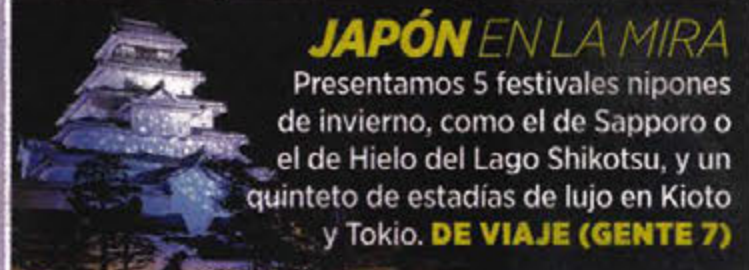 JAPÓN EN LA MIRA
Presentamos 5 festivales nipones
de invierno, como el de Sapporo o
el de Hielo del Lago Shikotsu, y un
quinteto de estadías de lujo en Kioto
y Tokio. DE VIAJE (GENTE 7)